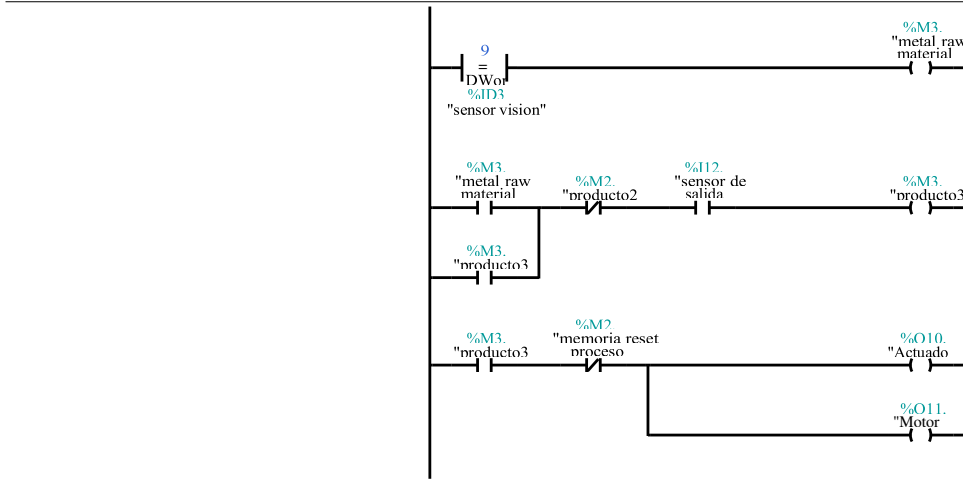 9
=
DWor
%ID3
"sensor vision"
%M3.
"metal raw
material
%M3.
"metal raw
material
%M2.
"producto2
%I12.
"sensor de
salida
%M3.
"producto3
%M3.
"producto3
%M3.
"producto3
%M2
"memoria reset
proceso
%Q10.
"Actuado
%Q11.
"Motor